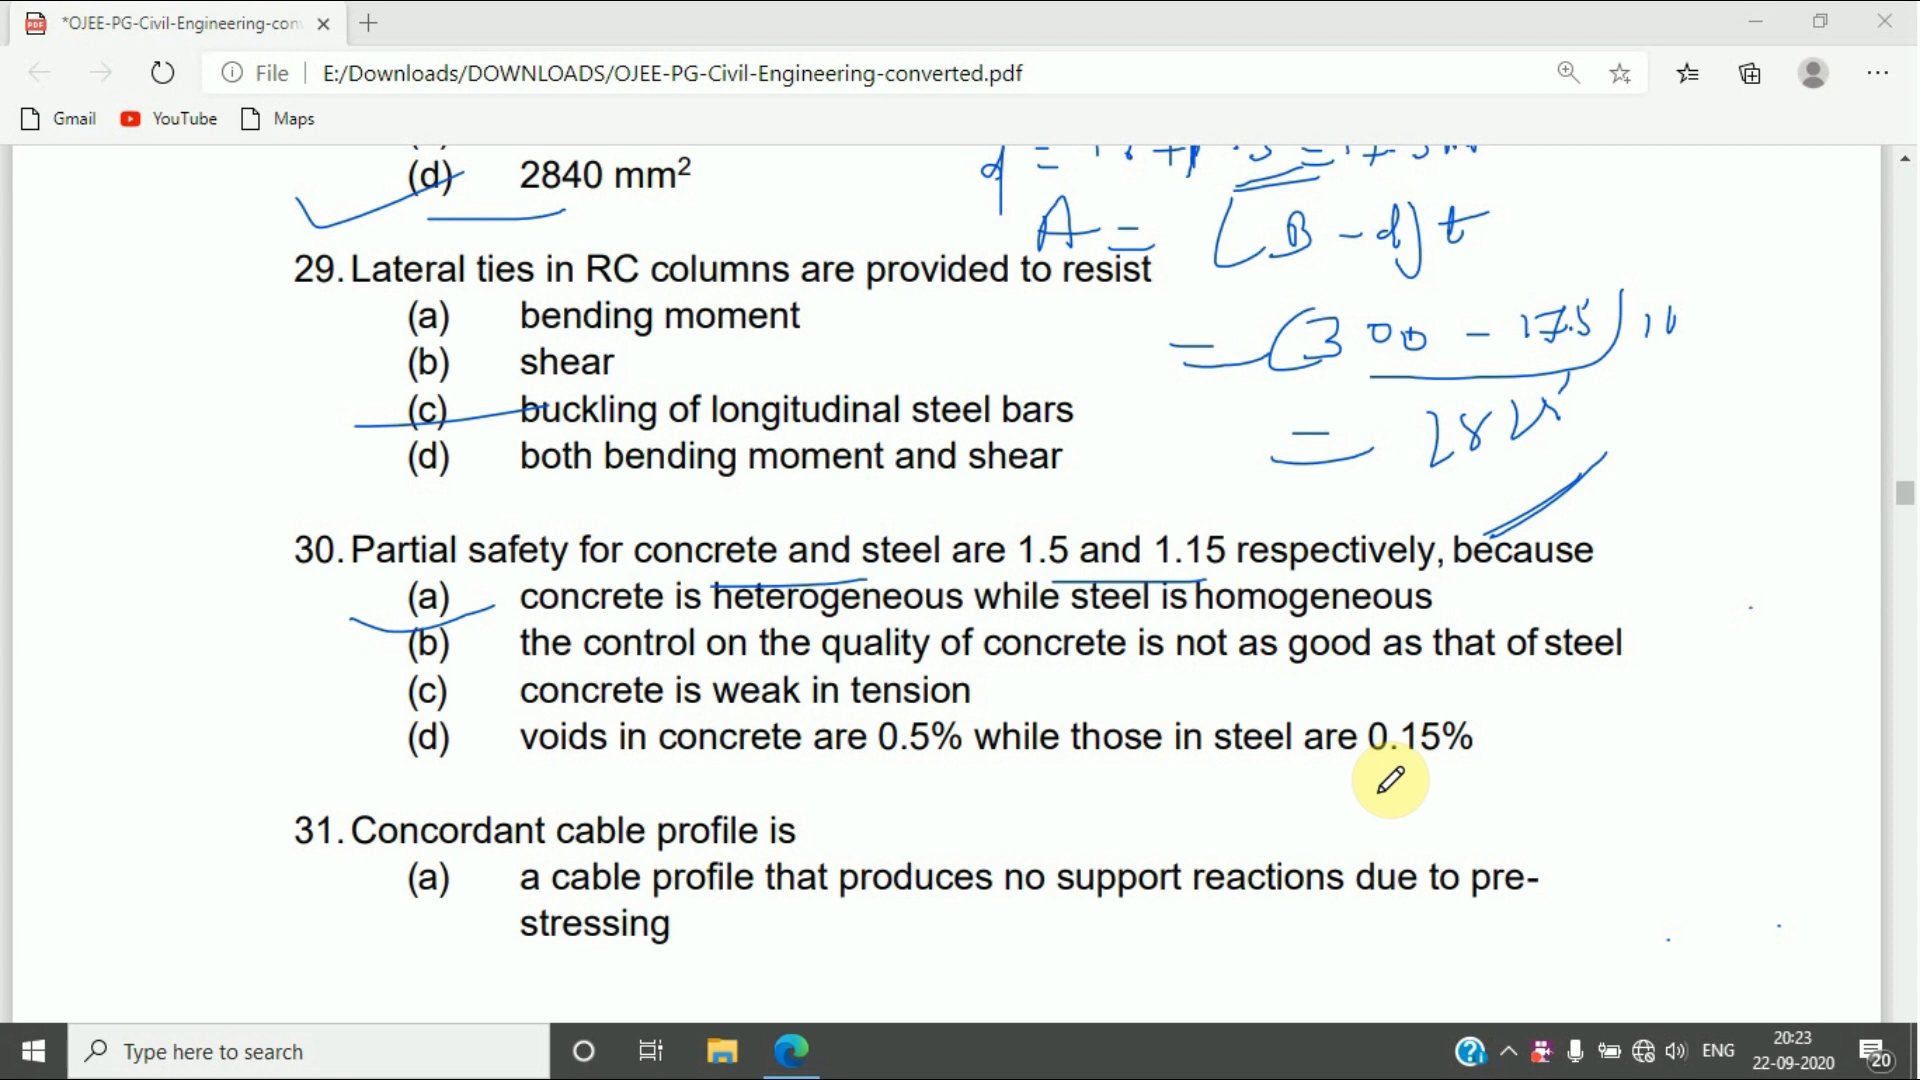 *OJEE-PG-Civil-Engineering-con
File
E:/Downloads/DOWNLOADS/OJEE-PG-Civil-Engineering-converted.pdf
Gmail YouTube Maps
(d) 2840 mm²
A = (B - d) t
29. Lateral ties in RC columns are provided to resist
(a) bending moment
= (300 - 17.5) 10
(b) shear
(c) buckling of longitudinal steel bars
= 2825
(d) both bending moment and shear
30. Partial safety for concrete and steel are 1.5 and 1.15 respectively, because
(a) concrete is heterogeneous while steel is homogeneous
(b) the control on the quality of concrete is not as good as that of steel
(c) concrete is weak in tension
(d) voids in concrete are 0.5% while those in steel are 0.15%
31. Concordant cable profile is
(a) a cable profile that produces no support reactions due to pre-
stressing
Type here to search
ENG
20:23
22-09-2020
20